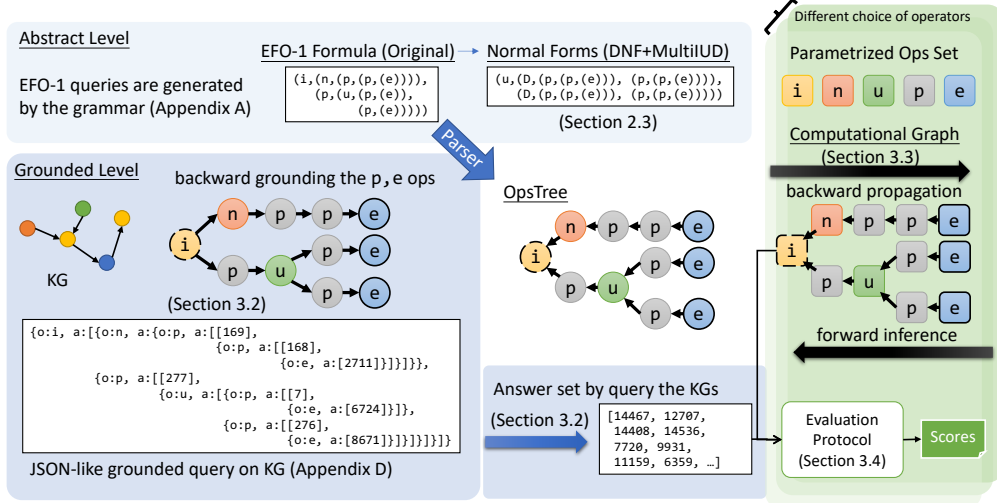 Abstract Level
EFO-1 queries are generated
by the grammar (Appendix A)
EFO-1 Formula (Original)
(i,(n,(p,(p,(e)))),
(p,(u,(p,(e)),
(p,(e)))))
Normal Forms (DNF+MultiIUD)
(u,(D,(p,(p,(e))), (p,(p,(e)))),
(D,(p,(p,(e))), (p,(p,(e)))))
(Section 2.3)
Parser
Grounded Level
backward grounding the p,e ops
KG
i
n
p
p
e
p
u
p
e
p
e
(Section 3.2)
{o:i, a:[{o:n, a:{o:p, a:[[169],
{o:p, a:[[168],
{o:e, a:[2711]}]}]}},
{o:p, a:[[277],
{o:u, a:[{o:p, a:[[7],
{o:e, a:[6724]}]},
{o:p, a:[[276],
{o:e, a:[8671]}]}]}]}]}
JSON-like grounded query on KG (Appendix D)
OpsTree
i
n
p
p
e
p
u
p
e
p
e
Answer set by query the KGs
(Section 3.2)
[14467, 12707,
14408, 14536,
7720, 9931,
11159, 6359, …]
Different choice of operators
Parametrized Ops Set
i n u p e
Computational Graph
(Section 3.3)
backward propagation
i
n
p
p
e
p
u
p
e
p
e
forward inference
Evaluation
Protocol
(Section 3.4)
Scores